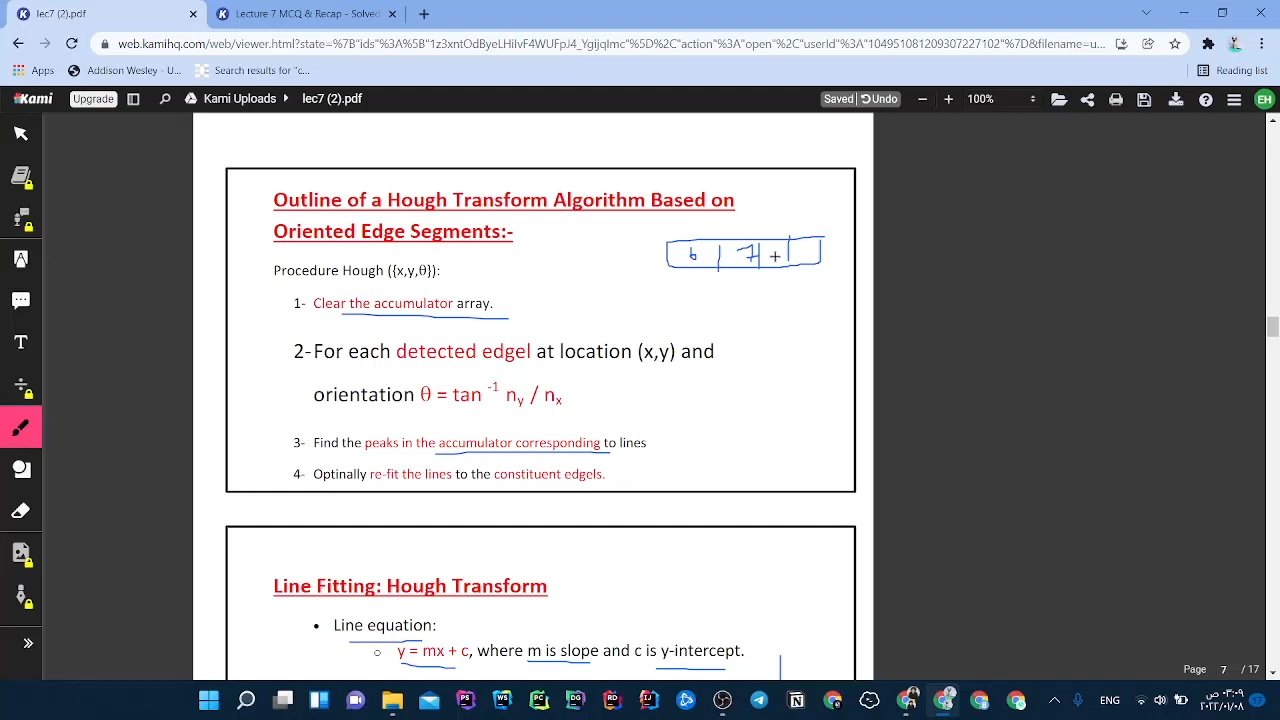 lec7 (2).pdf
Lecture 7 MCQ & Recap - Solved
web.kamihq.com/web/viewer.html?state=%7B"ids"%3A%5B"1z3xntOdByeLHilvF4WUFpJ4_YgijqImc"%5D%2C"action"%3A"open"%2C"userId"%3A"104951081209307227102"%7D&filename=u...
Apps
Addison Wesley - U...
Search results for "c...
Reading list
Kami
Upgrade
Kami Uploads
lec7 (2).pdf
Saved Undo
100%
EH
Outline of a Hough Transform Algorithm Based on
Oriented Edge Segments:-
6 | 7 |
Procedure Hough ({x,y,θ}):
1- Clear the accumulator array.
2-For each detected edgel at location (x,y) and
orientation θ = tan -1 ny / nx
3- Find the peaks in the accumulator corresponding to lines
4- Optinally re-fit the lines to the constituent edgels.
Line Fitting: Hough Transform
• Line equation:
○ y = mx + c, where m is slope and c is y-intercept.
Page 7 / 17
ENG